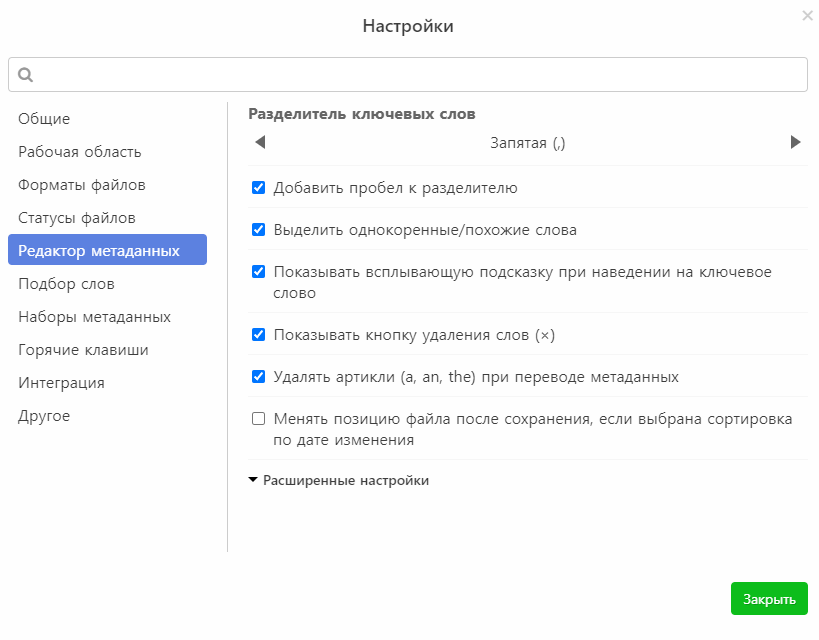 Настройки
Общие
Рабочая область
Форматы файлов
Статусы файлов
Редактор метаданных
Подбор слов
Наборы метаданных
Горячие клавиши
Интеграция
Другое
Разделитель ключевых слов
Запятая (,)
Добавить пробел к разделителю
Выделить однокоренные/похожие слова
Показывать всплывающую подсказку при наведении на ключевое
слово
Показывать кнопку удаления слов (×)
Удалять артикли (a, an, the) при переводе метаданных
Менять позицию файла после сохранения, если выбрана сортировка
по дате изменения
Расширенные настройки
Закрыть